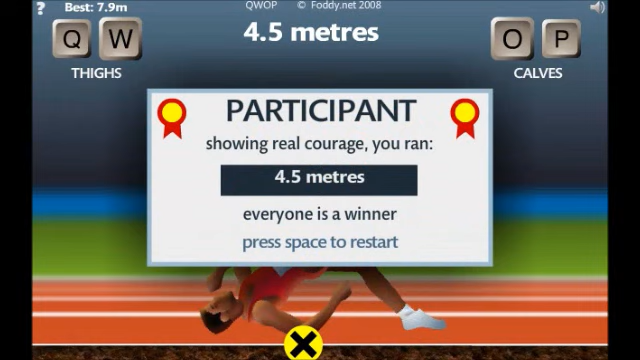 ? Best: 7.9m
QWOP © Foddy.net 2008
4.5 metres
Q W
THIGHS
O P
CALVES
PARTICIPANT
showing real courage, you ran:
4.5 metres
everyone is a winner
press space to restart